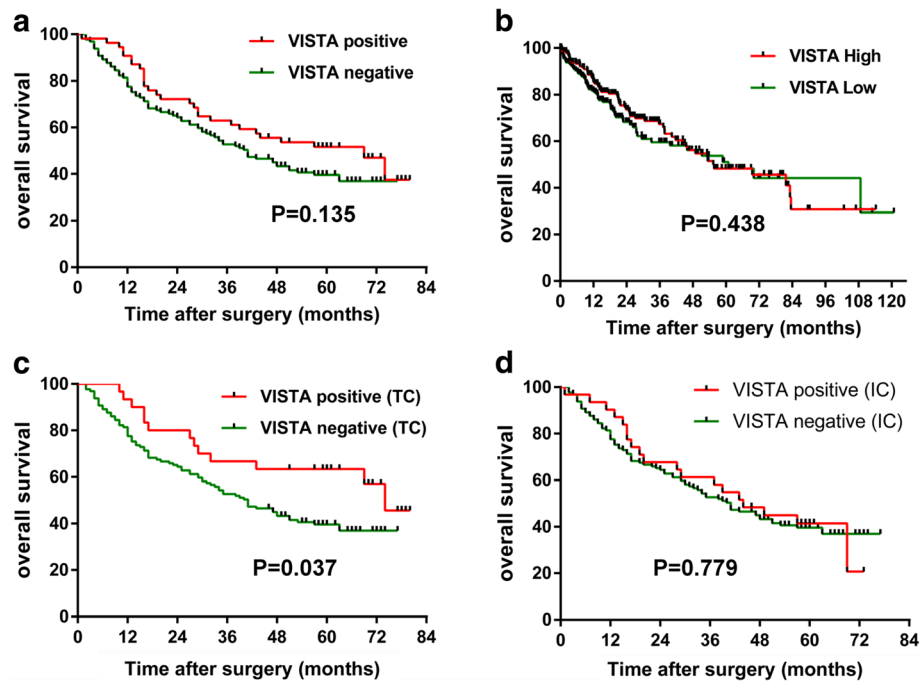 a
VISTA positive
VISTA negative
overall survival
100
80
60
40
20
0
P=0.135
0 12 24 36 48 60 72 84
Time after surgery (months)
b
VISTA High
VISTA Low
overall survival
100
80
60
40
20
0
P=0.438
0 12 24 36 48 60 72 84 96 108 120
Time after surgery (months)
c
VISTA positive (TC)
VISTA negative (TC)
overall survival
100
80
60
40
20
0
P=0.037
0 12 24 36 48 60 72 84
Time after surgery (months)
d
VISTA positive (IC)
VISTA negative (IC)
overall survival
100
80
60
40
20
0
P=0.779
0 12 24 36 48 60 72 84
Time after surgery (months)